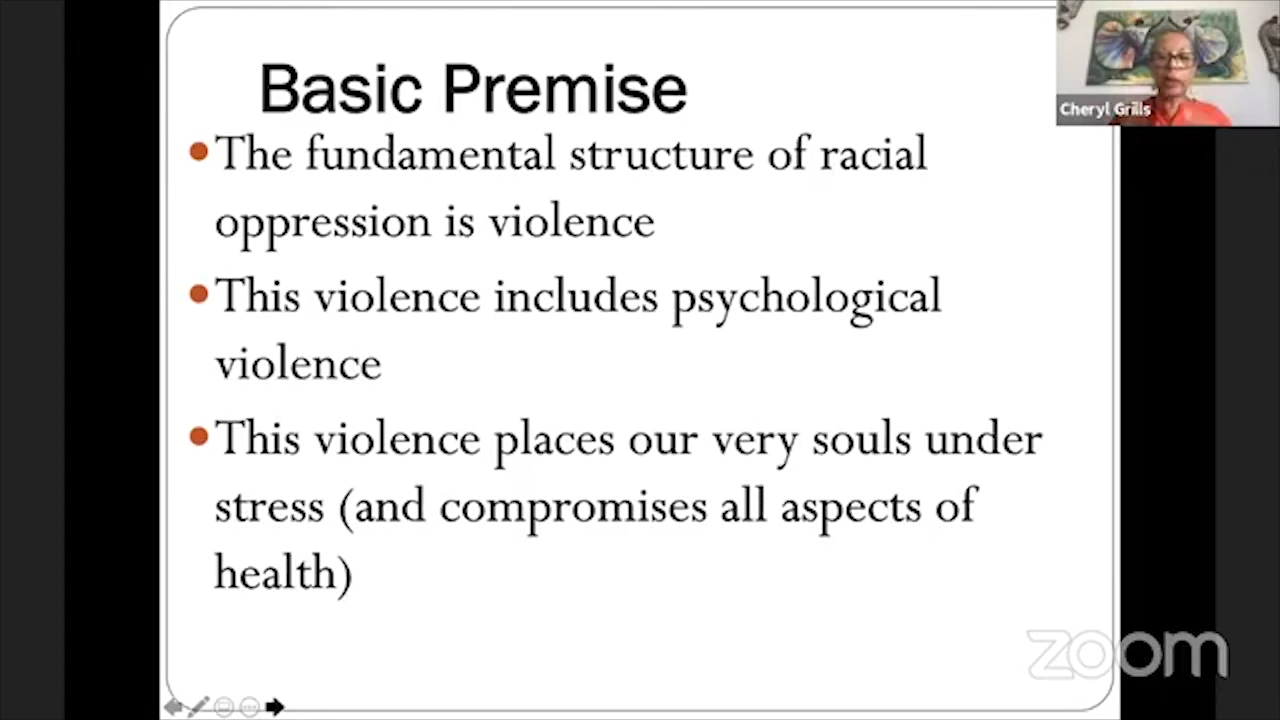 Basic Premise
•The fundamental structure of racial
oppression is violence
•This violence includes psychological
violence
•This violence places our very souls under
stress (and compromises all aspects of
health)
Cheryl Grills
zoom